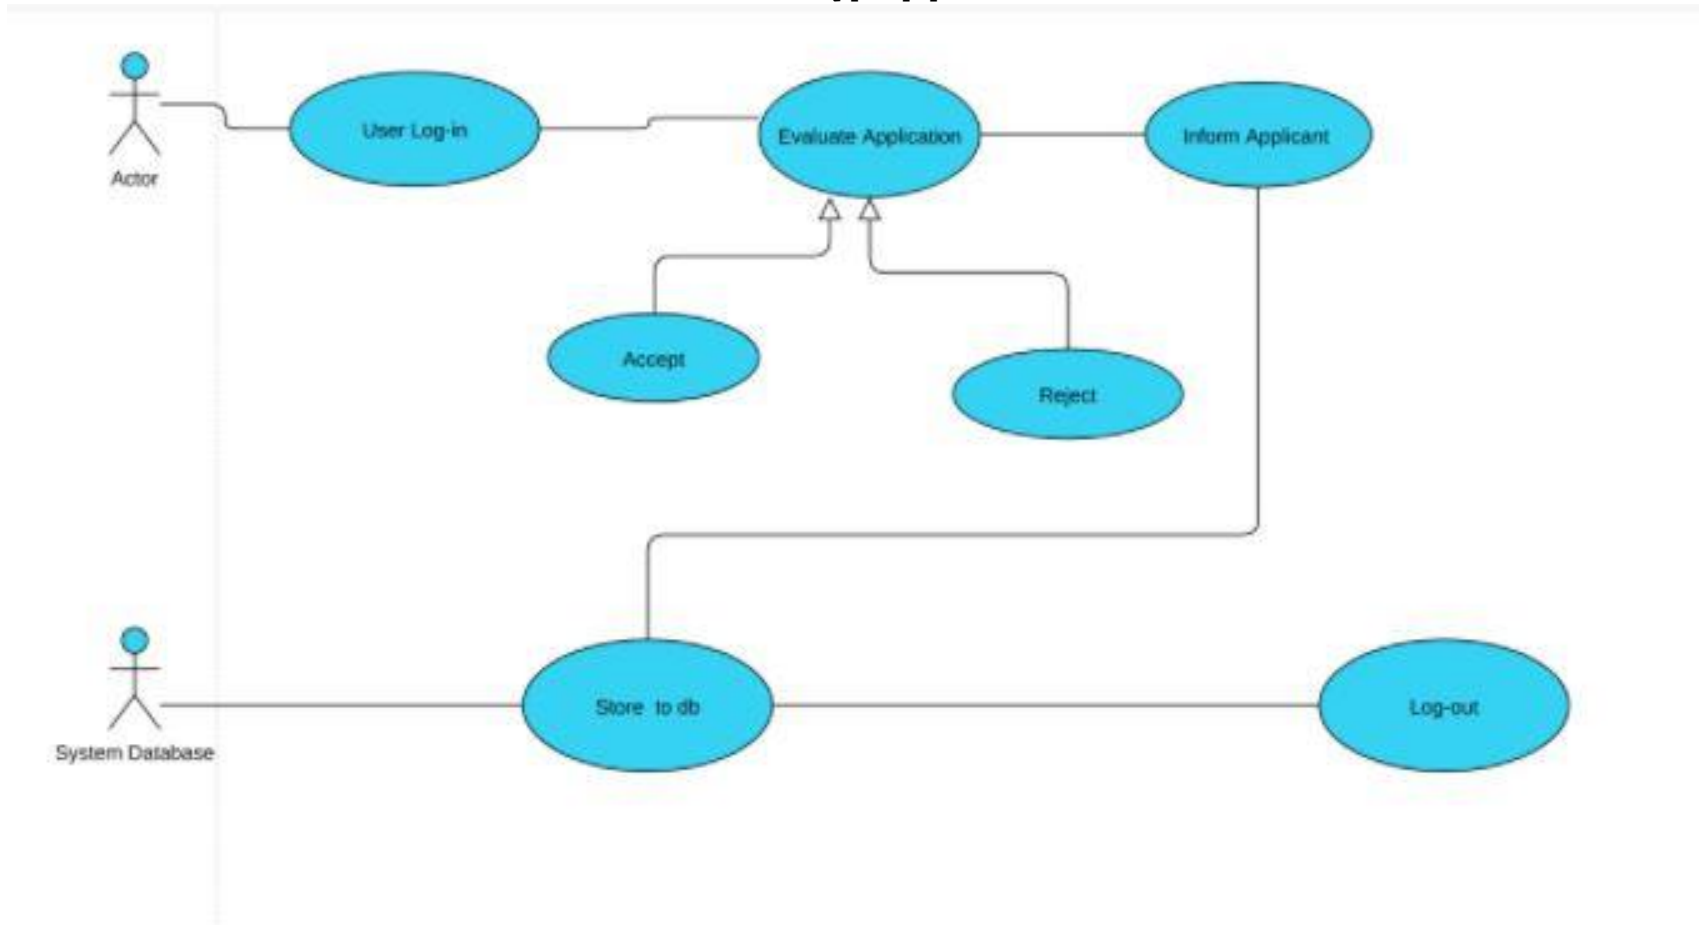 User Log-in
Evaluate Application
Inform Applicant
Actor
Accept
Reject
Store to db
Log-out
System Database